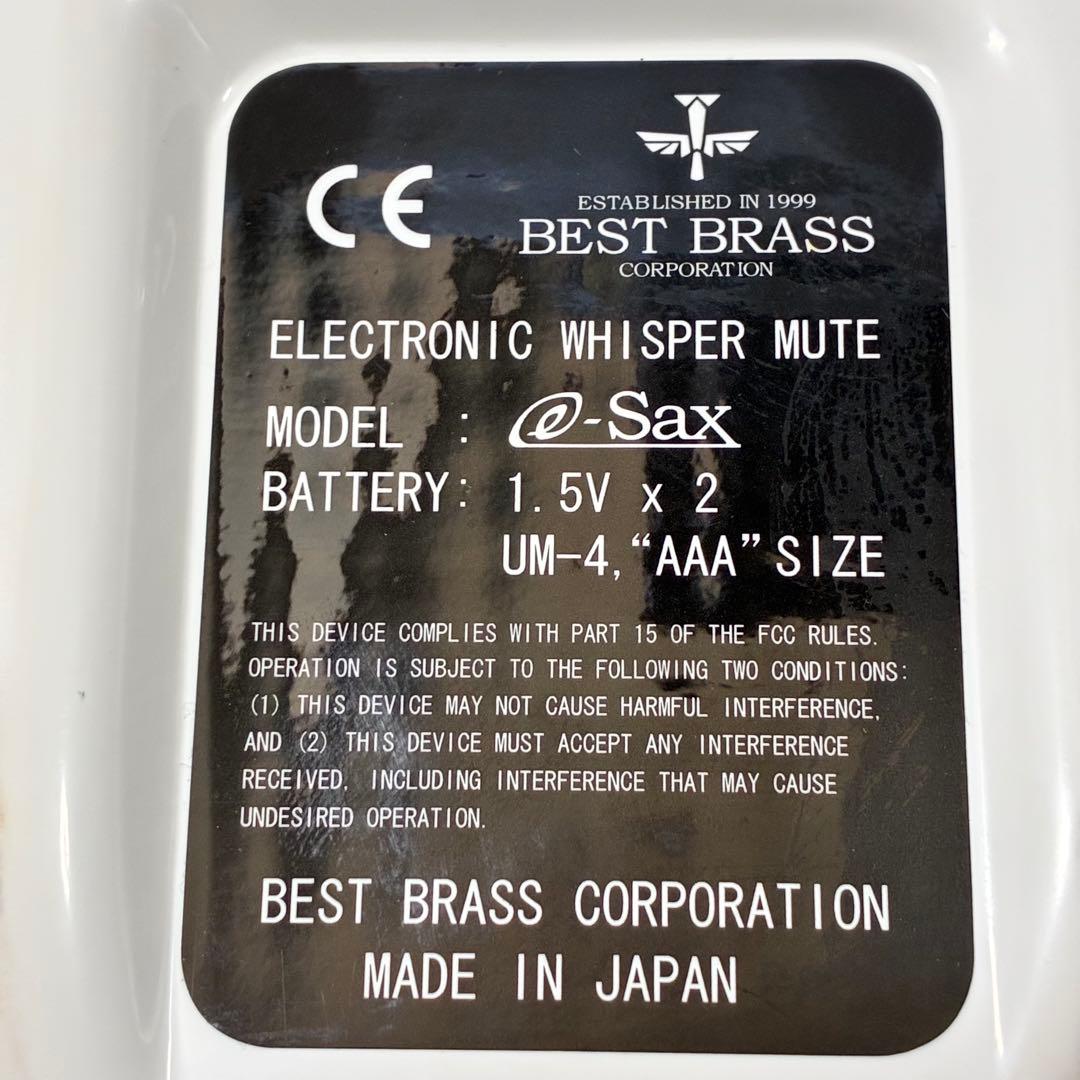 CE
ESTABLISHED IN 1999
BEST BRASS
CORPORATION
ELECTRONIC WHISPER MUTE
MODEL : e-Sax
BATTERY: 1.5V x 2
UM-4, “AAA” SIZE
THIS DEVICE COMPLIES WITH PART 15 OF THE FCC RULES.
OPERATION IS SUBJECT TO THE FOLLOWING TWO CONDITIONS:
(1) THIS DEVICE MAY NOT CAUSE HARMFUL INTERFERENCE,
AND (2) THIS DEVICE MUST ACCEPT ANY INTERFERENCE
RECEIVED, INCLUDING INTERFERENCE THAT MAY CAUSE
UNDESIRED OPERATION.
BEST BRASS CORPORATION
MADE IN JAPAN